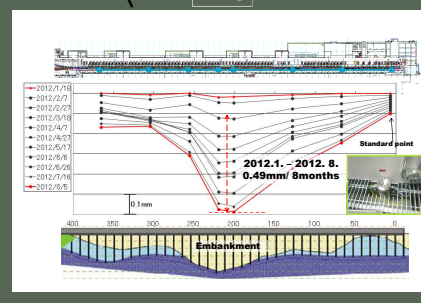 2012/1/18
2012/2/7
2012/2/27
2012/3/18
2012/4/7
2012/4/27
2012/5/17
2012/6/6
2012/6/26
2012/7/16
2012/8/5
Standard point
2012.1. – 2012. 8.
0.49mm/ 8months
0.1mm
400 350 300 250 200 150 100 50 0
Embankment